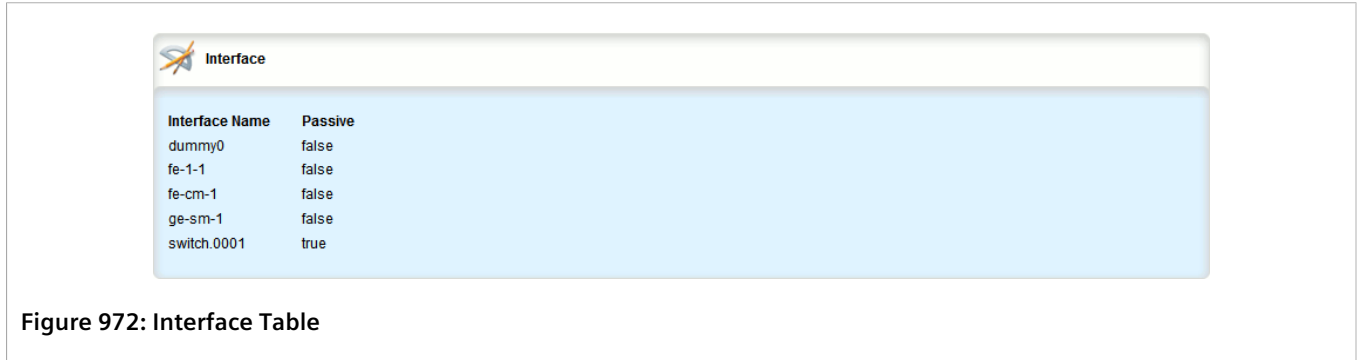 Interface
Interface Name Passive
dummy0 false
fe-1-1 false
fe-cm-1 false
ge-sm-1 false
switch.0001 true
Figure 972: Interface Table